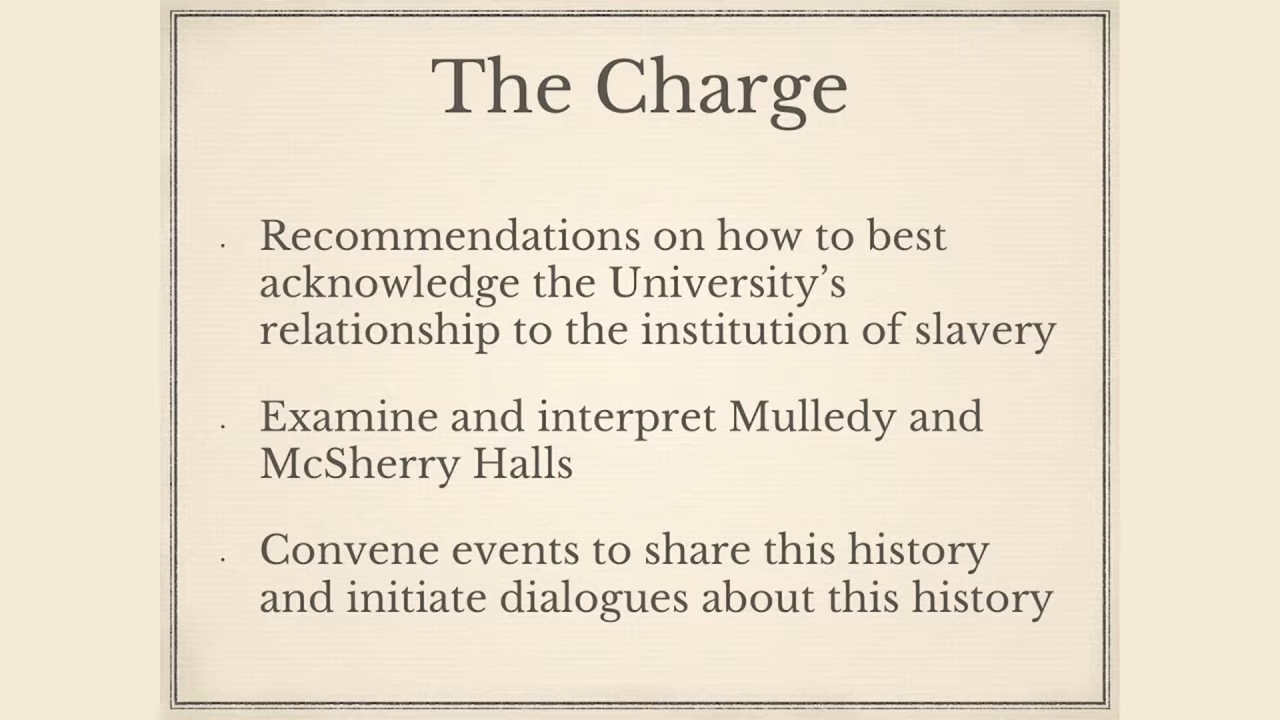 The Charge
· Recommendations on how to best
acknowledge the University’s
relationship to the institution of slavery
· Examine and interpret Mulledy and
McSherry Halls
· Convene events to share this history
and initiate dialogues about this history